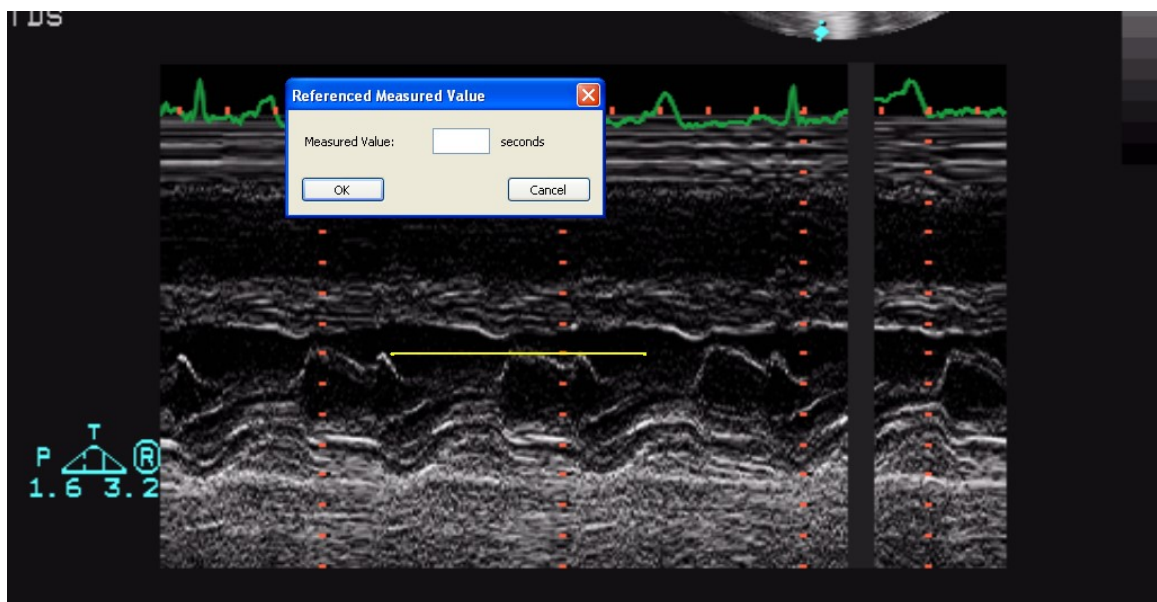 TDS
Referenced Measured Value
Measured Value: seconds
OK Cancel
T
P R
1.6 3.2